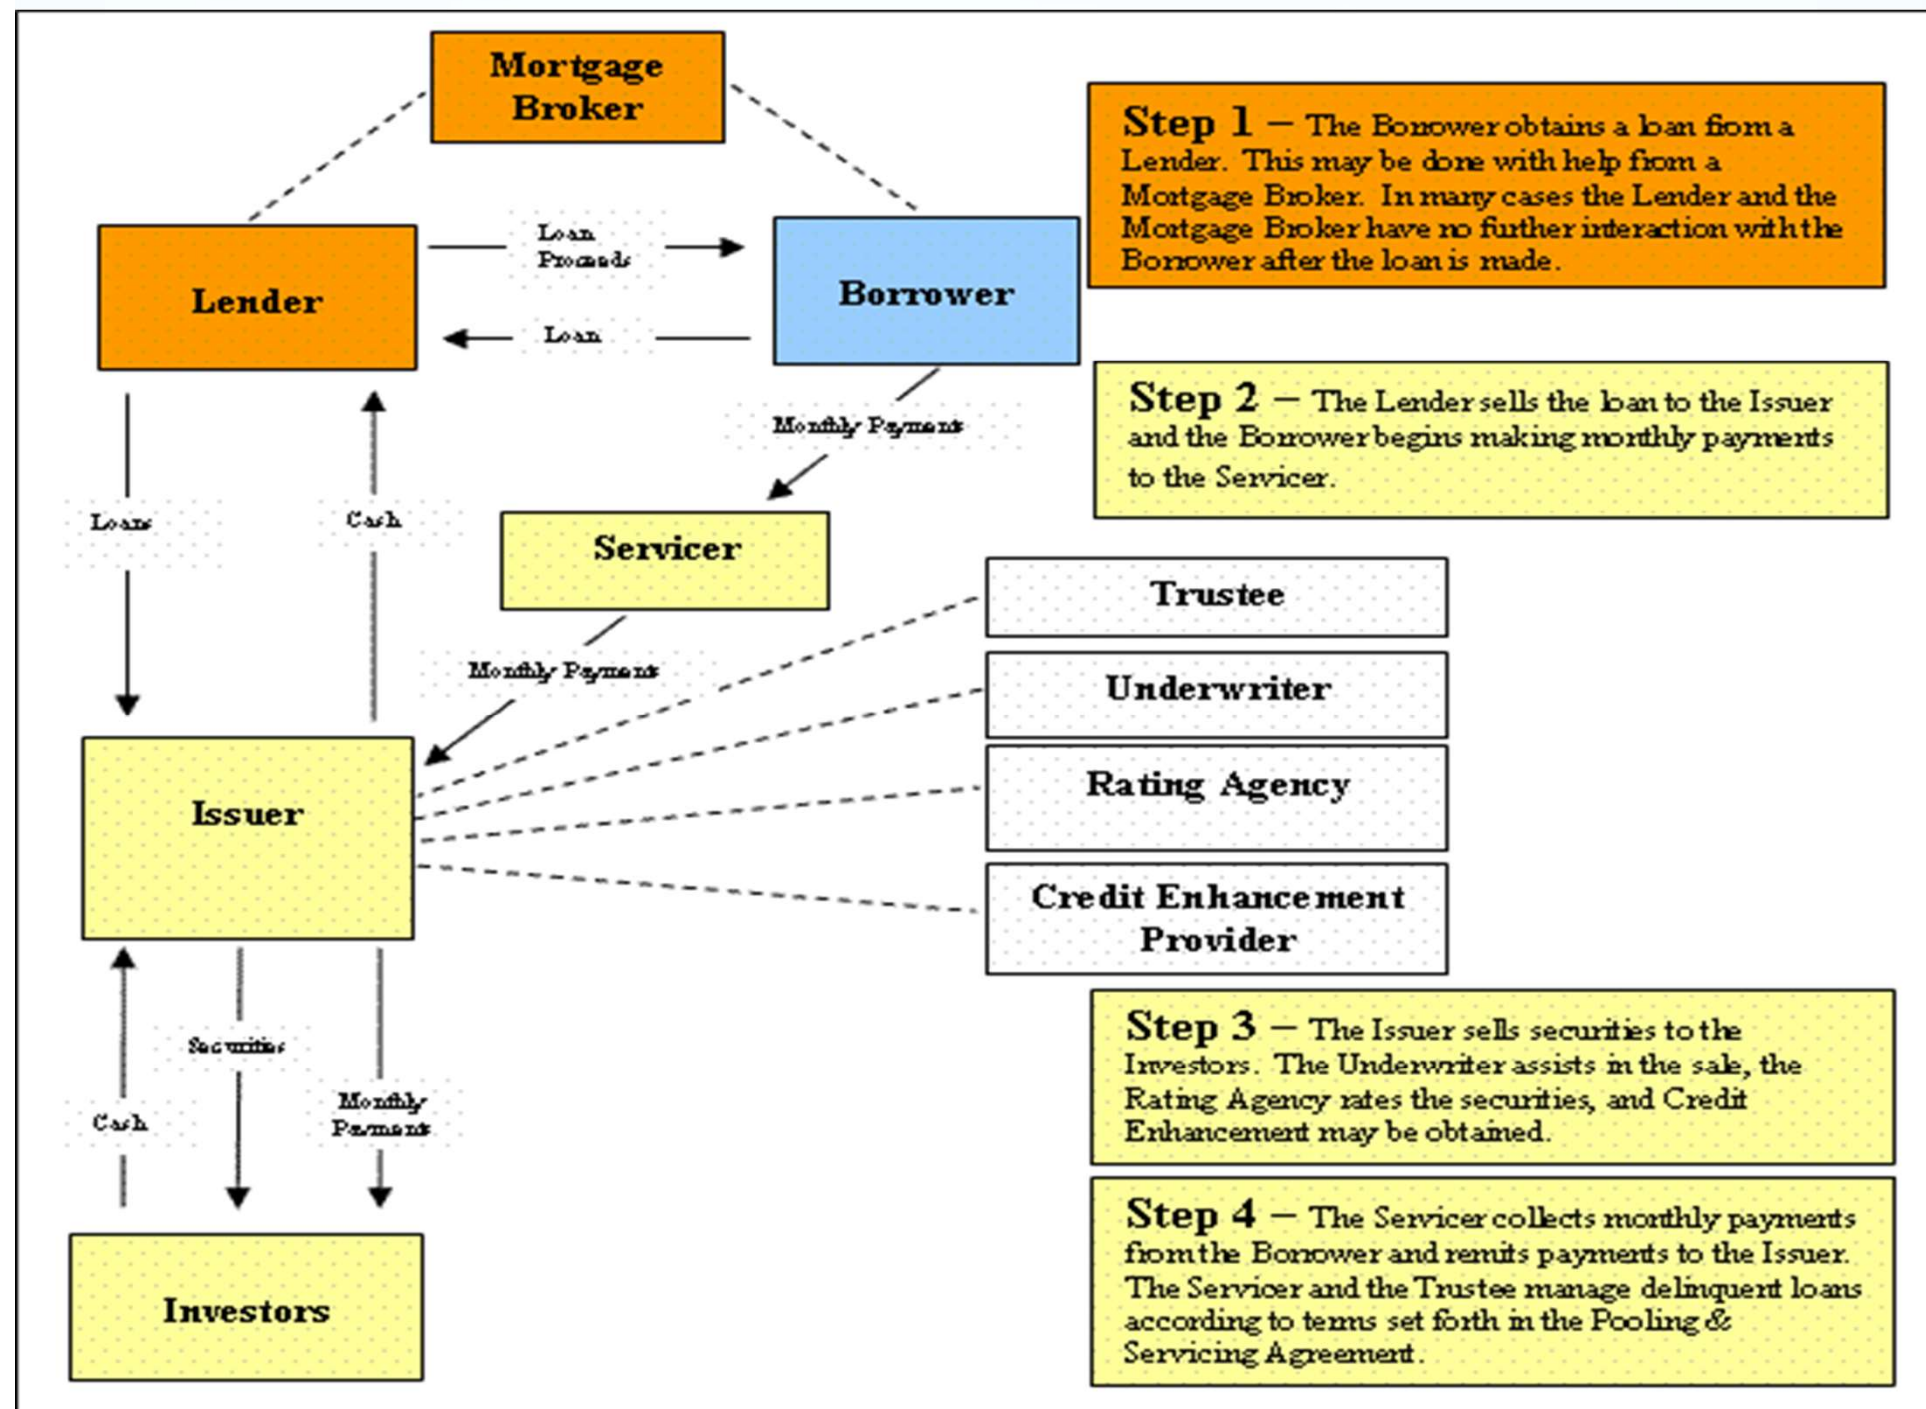 Mortgage
Broker
Step 1 – The Borrower obtains a loan from a
Lender. This may be done with help from a
Mortgage Broker. In many cases the Lender and the
Mortgage Broker have no further interaction with the
Borrower after the loan is made.
Lender
Loan
Proceeds
Loan
Borrower
Monthly Payment
Step 2 – The Lender sells the loan to the Issuer
and the Borrower begins making monthly payments
to the Servicer.
Loans
Cash
Servicer
Monthly Payment
Trustee
Underwriter
Rating Agency
Credit Enhancement
Provider
Issuer
Cash
Securities
Monthly
Payments
Step 3 – The Issuer sells securities to the
Investors. The Underwriter assists in the sale, the
Rating Agency rates the securities, and Credit
Enhancement may be obtained.
Step 4 – The Servicer collects monthly payments
from the Borrower and remits payments to the Issuer.
The Servicer and the Trustee manage delinquent loans
according to terms set forth in the Pooling &
Servicing Agreement.
Investors